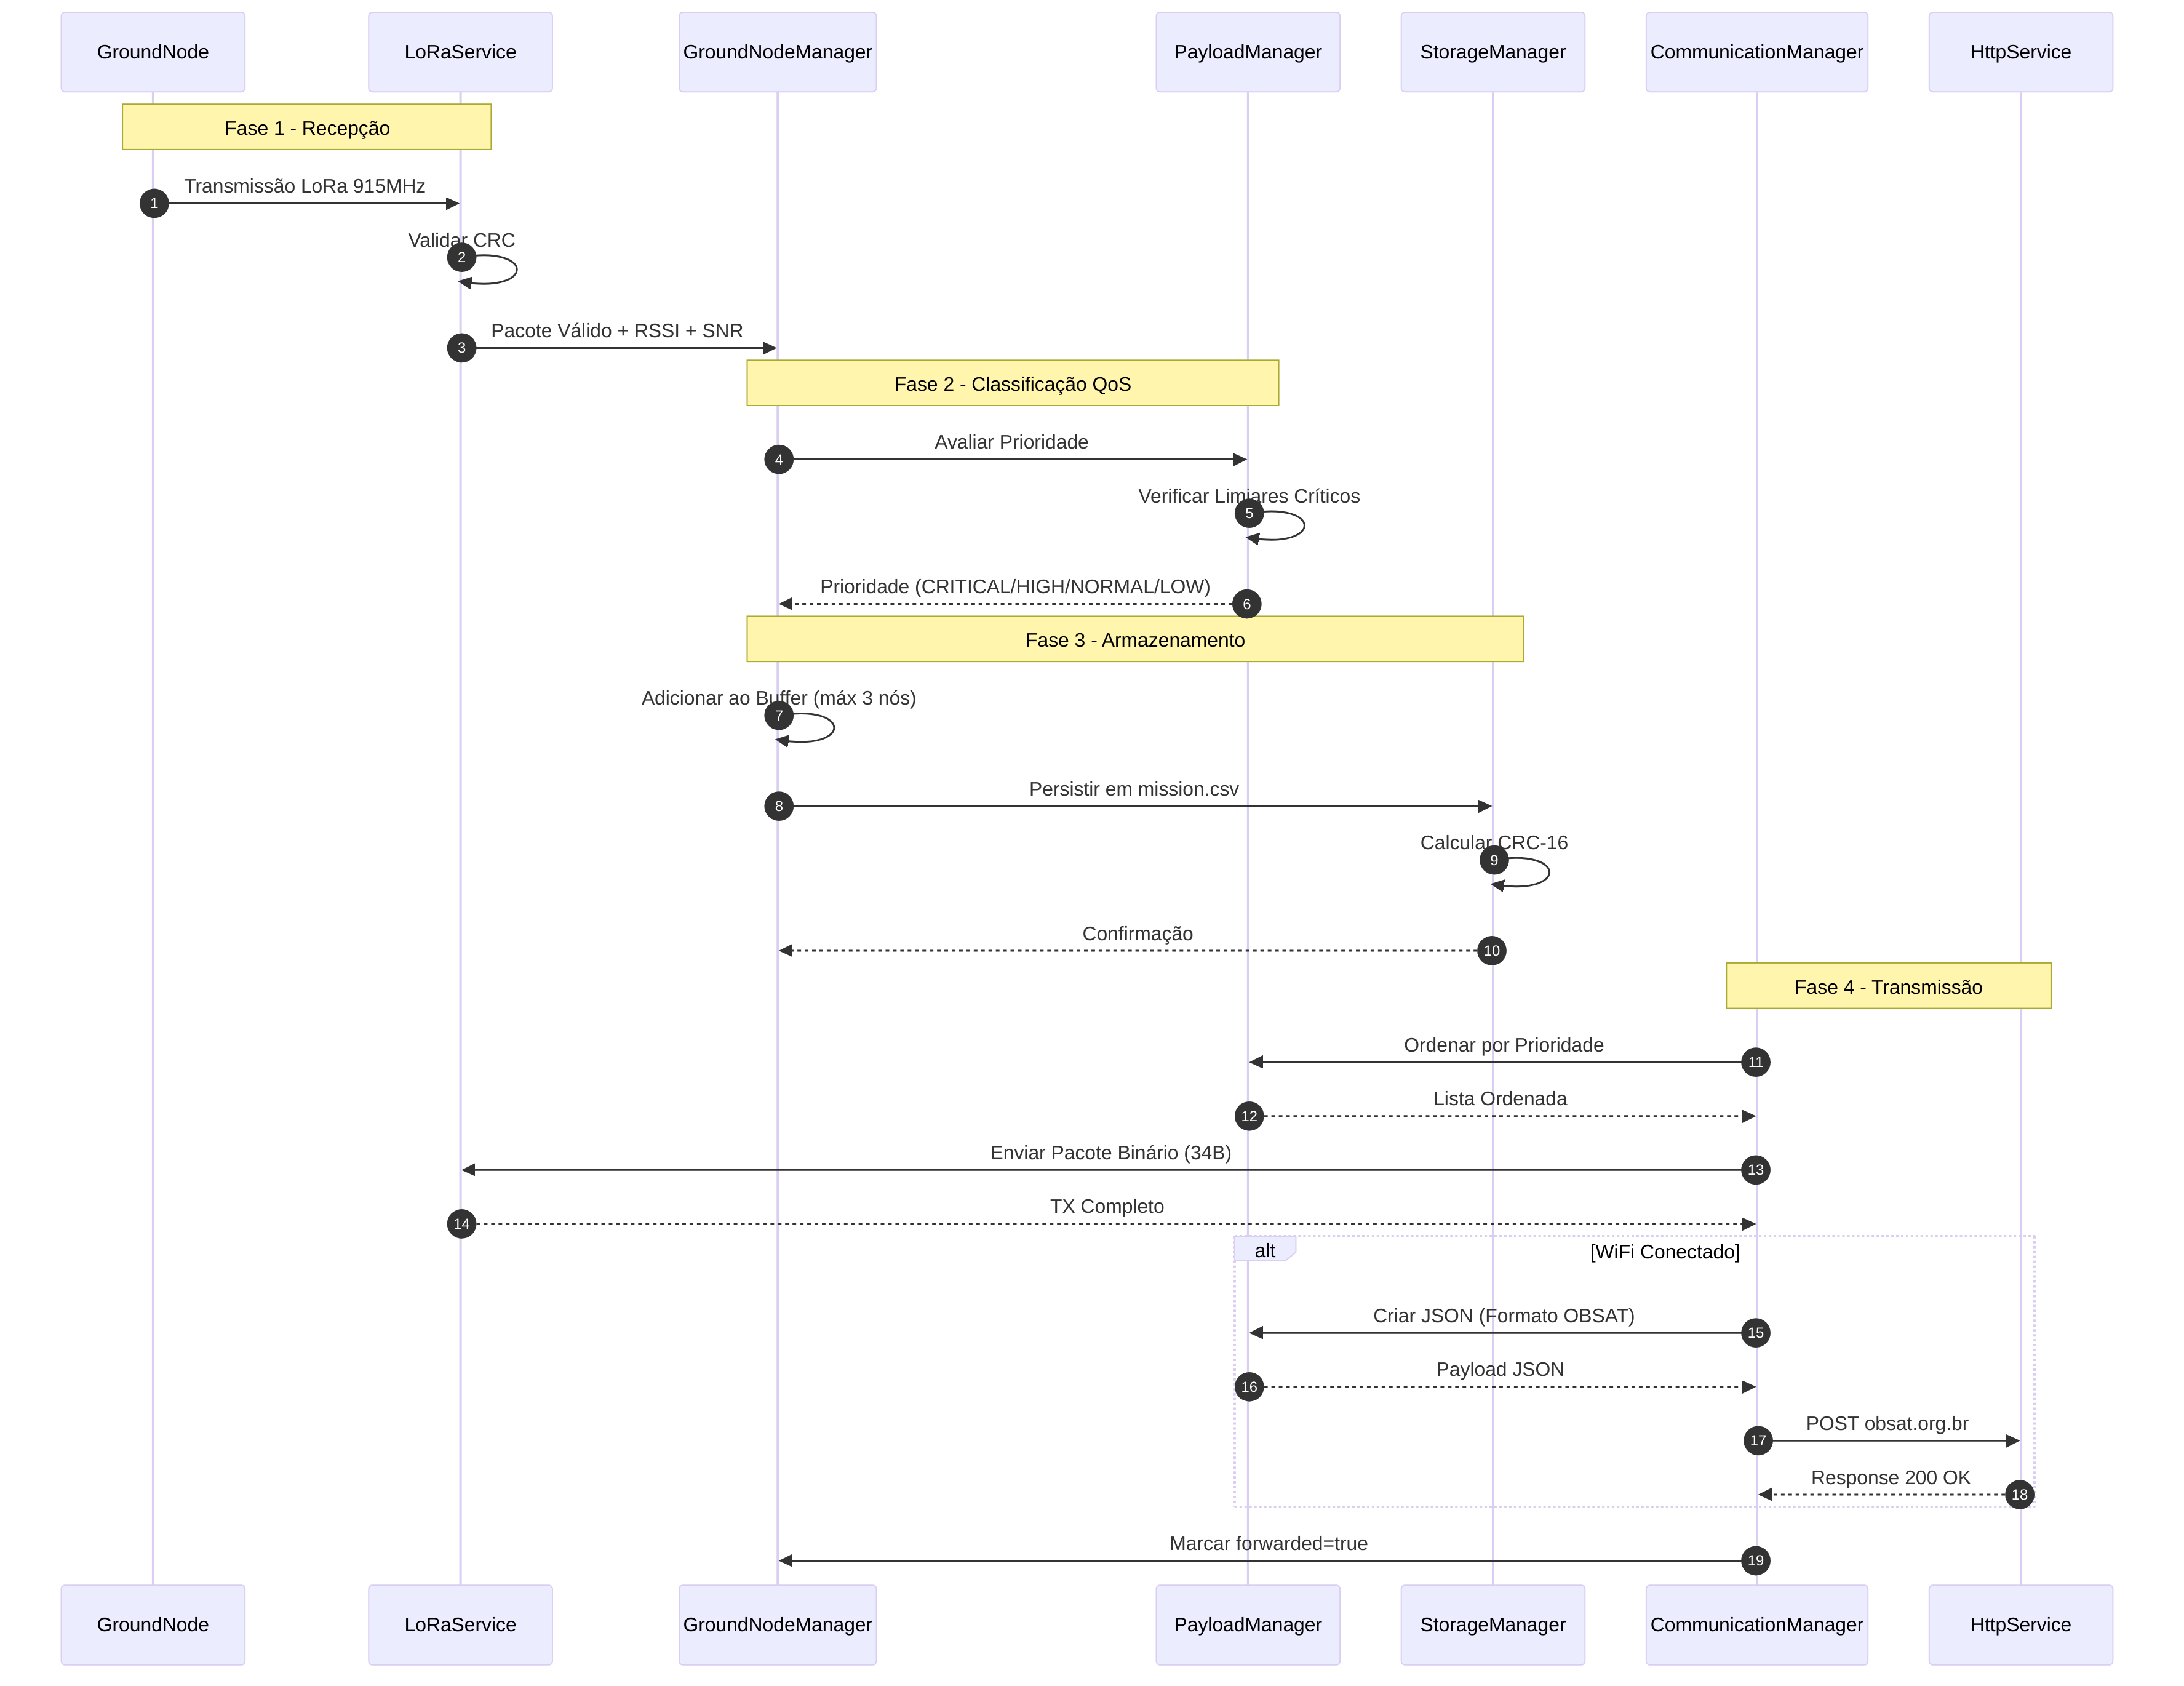 GroundNode
LoRaService
GroundNodeManager
PayloadManager
StorageManager
CommunicationManager
HttpService
Fase 1 - Recepção
Transmissão LoRa 915MHz
1
Validar CRC
2
Pacote Válido + RSSI + SNR
3
Fase 2 - Classificação QoS
Avaliar Prioridade
4
Verificar Limiares Críticos
5
Prioridade (CRITICAL/HIGH/NORMAL/LOW)
6
Fase 3 - Armazenamento
Adicionar ao Buffer (máx 3 nós)
7
Persistir em mission.csv
8
Calcular CRC-16
9
Confirmação
10
Fase 4 - Transmissão
Ordenar por Prioridade
11
Lista Ordenada
12
Enviar Pacote Binário (34B)
13
TX Completo
14
alt
[WiFi Conectado]
Criar JSON (Formato OBSAT)
15
Payload JSON
16
POST obsat.org.br
17
Response 200 OK
18
Marcar forwarded=true
19
GroundNode
LoRaService
GroundNodeManager
PayloadManager
StorageManager
CommunicationManager
HttpService